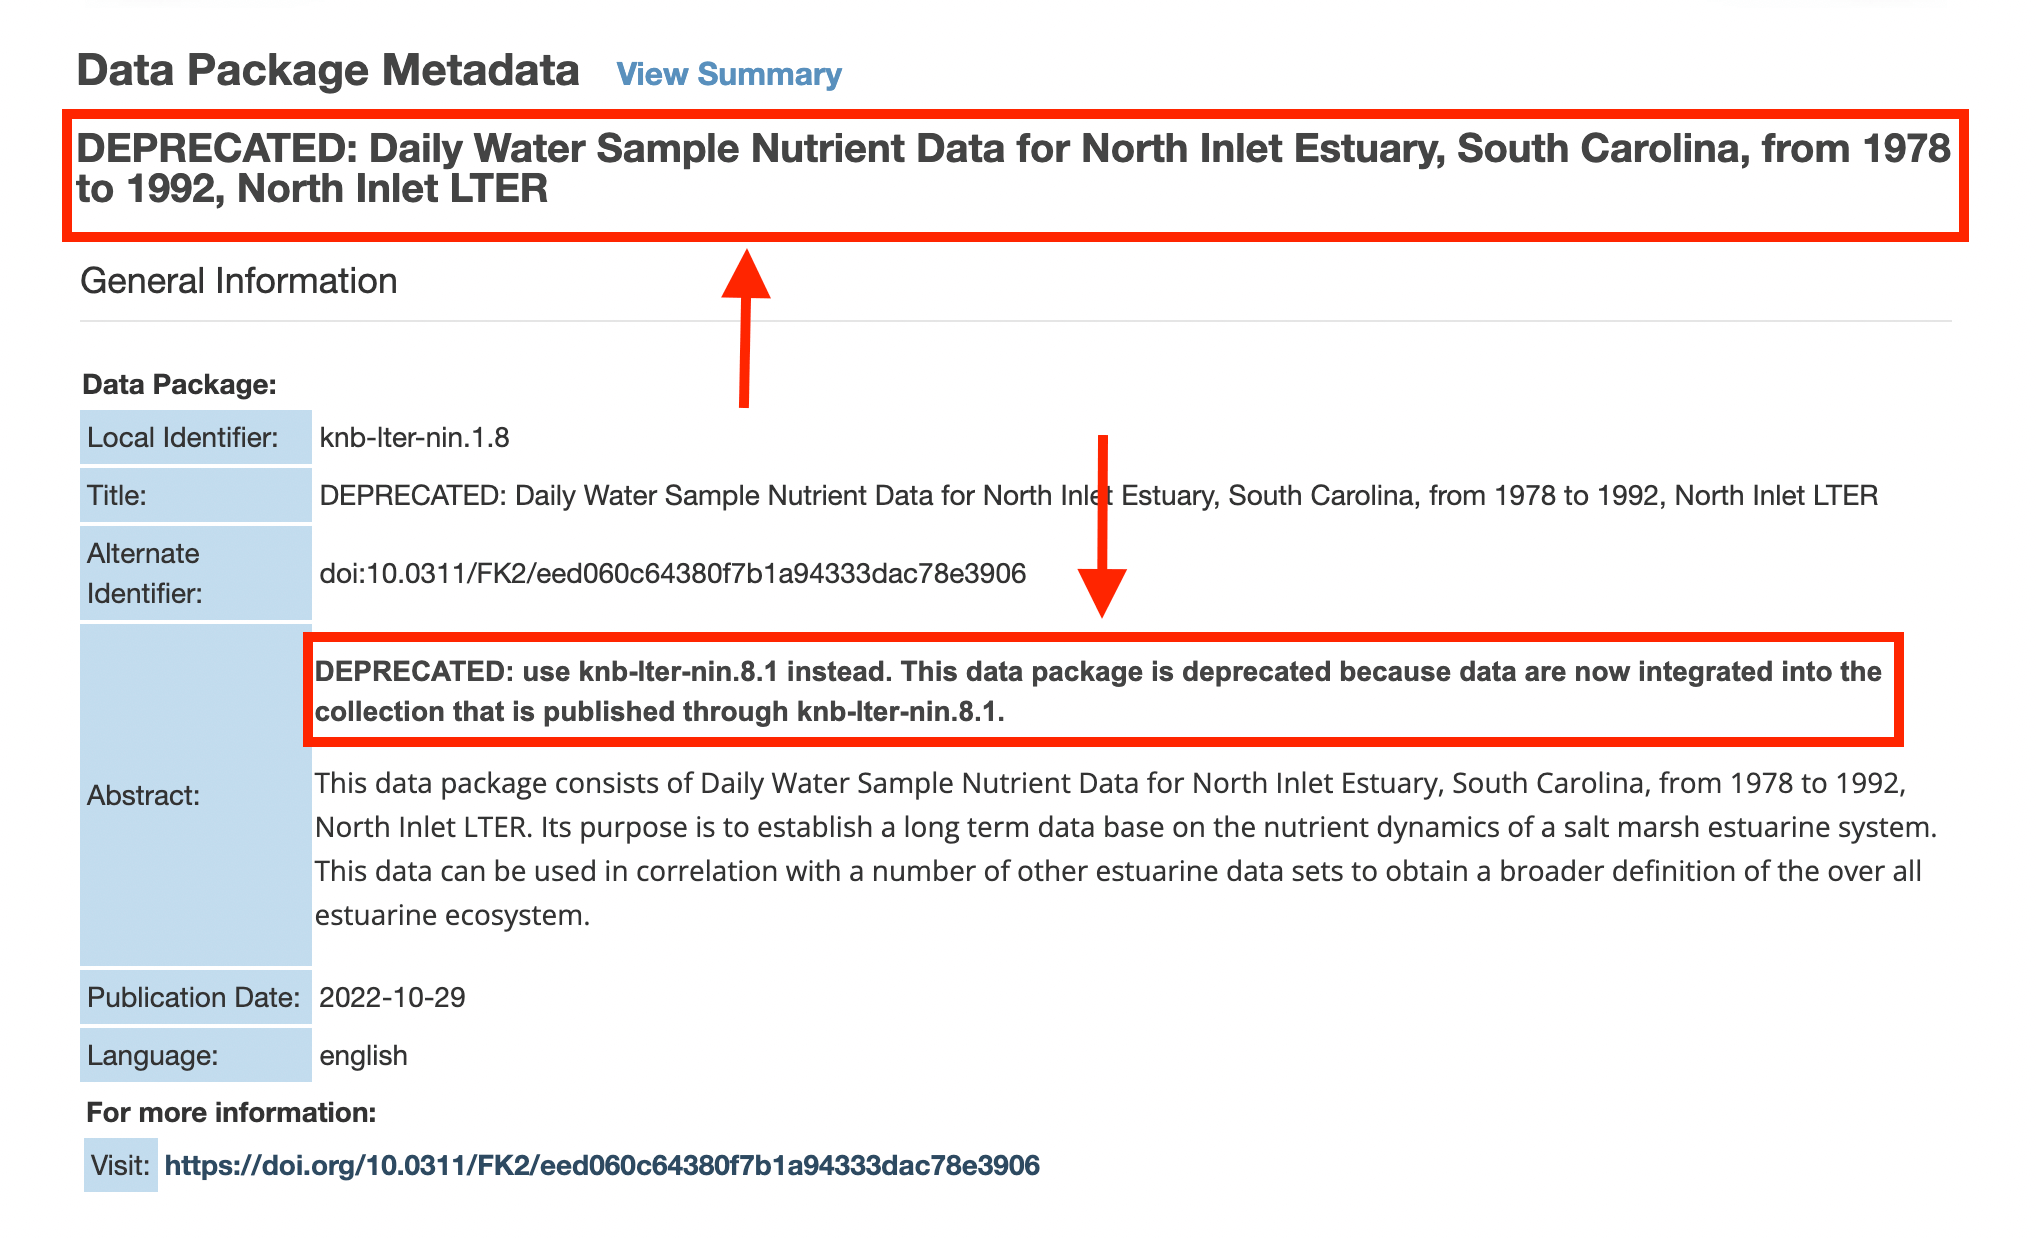 Data Package Metadata View Summary
DEPRECATED: Daily Water Sample Nutrient Data for North Inlet Estuary, South Carolina, from 1978
to 1992, North Inlet LTER
General Information
Data Package:
Local Identifier: knb-lter-nin.1.8
Title: DEPRECATED: Daily Water Sample Nutrient Data for North Inlet Estuary, South Carolina, from 1978 to 1992, North Inlet LTER
Alternate
Identifier: doi:10.0311/FK2/eed060c64380f7b1a94333dac78e3906
Abstract:
DEPRECATED: use knb-lter-nin.8.1 instead. This data package is deprecated because data are now integrated into the
collection that is published through knb-lter-nin.8.1.
This data package consists of Daily Water Sample Nutrient Data for North Inlet Estuary, South Carolina, from 1978 to 1992,
North Inlet LTER. Its purpose is to establish a long term data base on the nutrient dynamics of a salt marsh estuarine system.
This data can be used in correlation with a number of other estuarine data sets to obtain a broader definition of the over all
estuarine ecosystem.
Publication Date: 2022-10-29
Language: english
For more information:
Visit: https://doi.org/10.0311/FK2/eed060c64380f7b1a94333dac78e3906